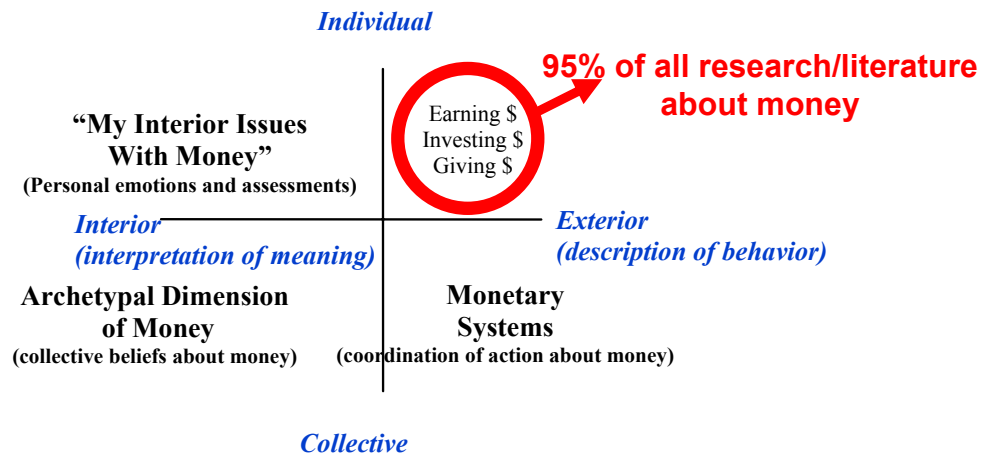 Individual
95% of all research/literature
about money
Earning $
Investing $
Giving $
“My Interior Issues
With Money”
(Personal emotions and assessments)
Interior
(interpretation of meaning)
Exterior
(description of behavior)
Archetypal Dimension
of Money
(collective beliefs about money)
Monetary
Systems
(coordination of action about money)
Collective